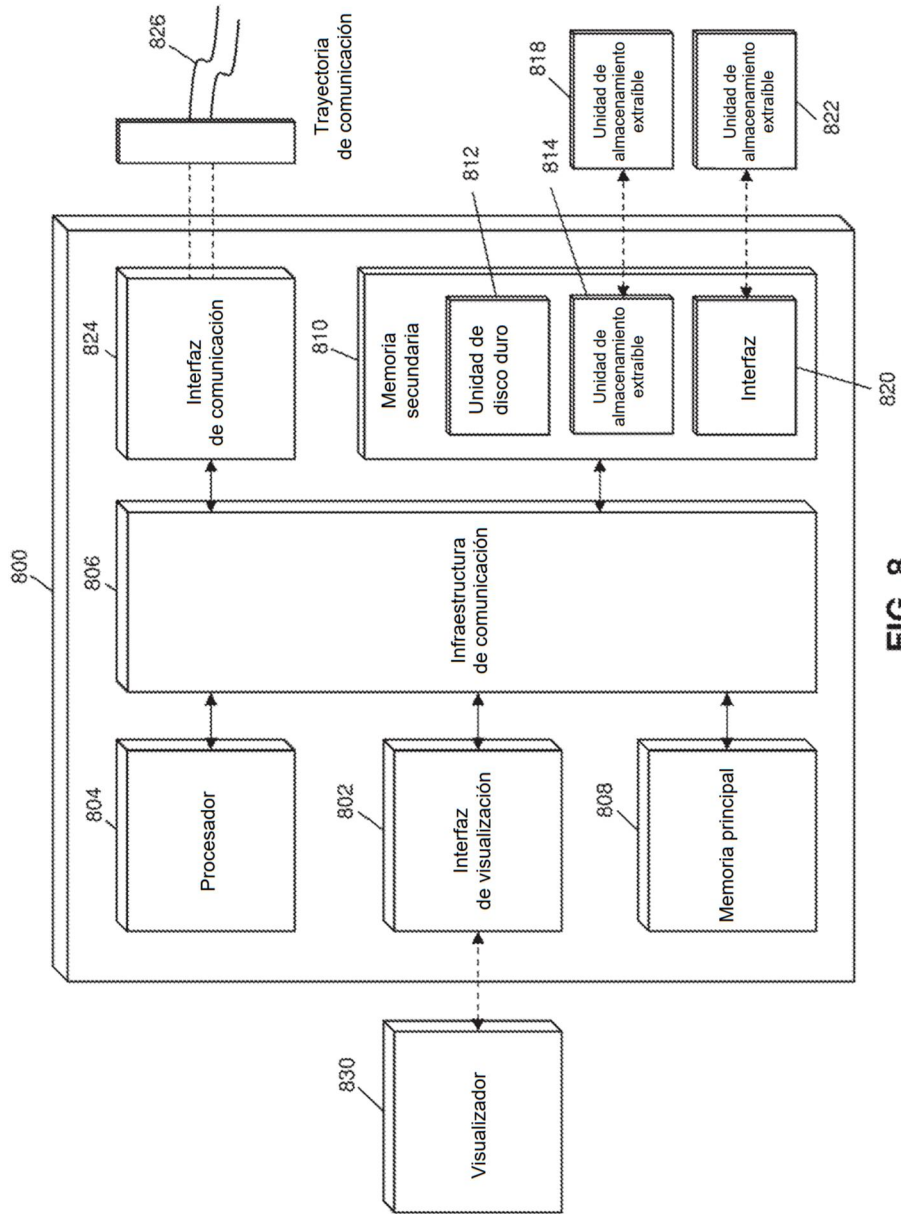 800
830
Visualizador
804
Procesador
802
Interfaz
de visualización
808
Memoria principal
806
Infraestructura
de comunicación
824
Interfaz
de comunicación
810
Memoria
secundaria
812
Unidad de
disco duro
814
Unidad de
almacenamiento
extraíble
Interfaz
820
826
Trayectoria
de comunicación
818
Unidad de
almacenamiento
extraíble
Unidad de
almacenamiento
extraíble
822
FIG. 8